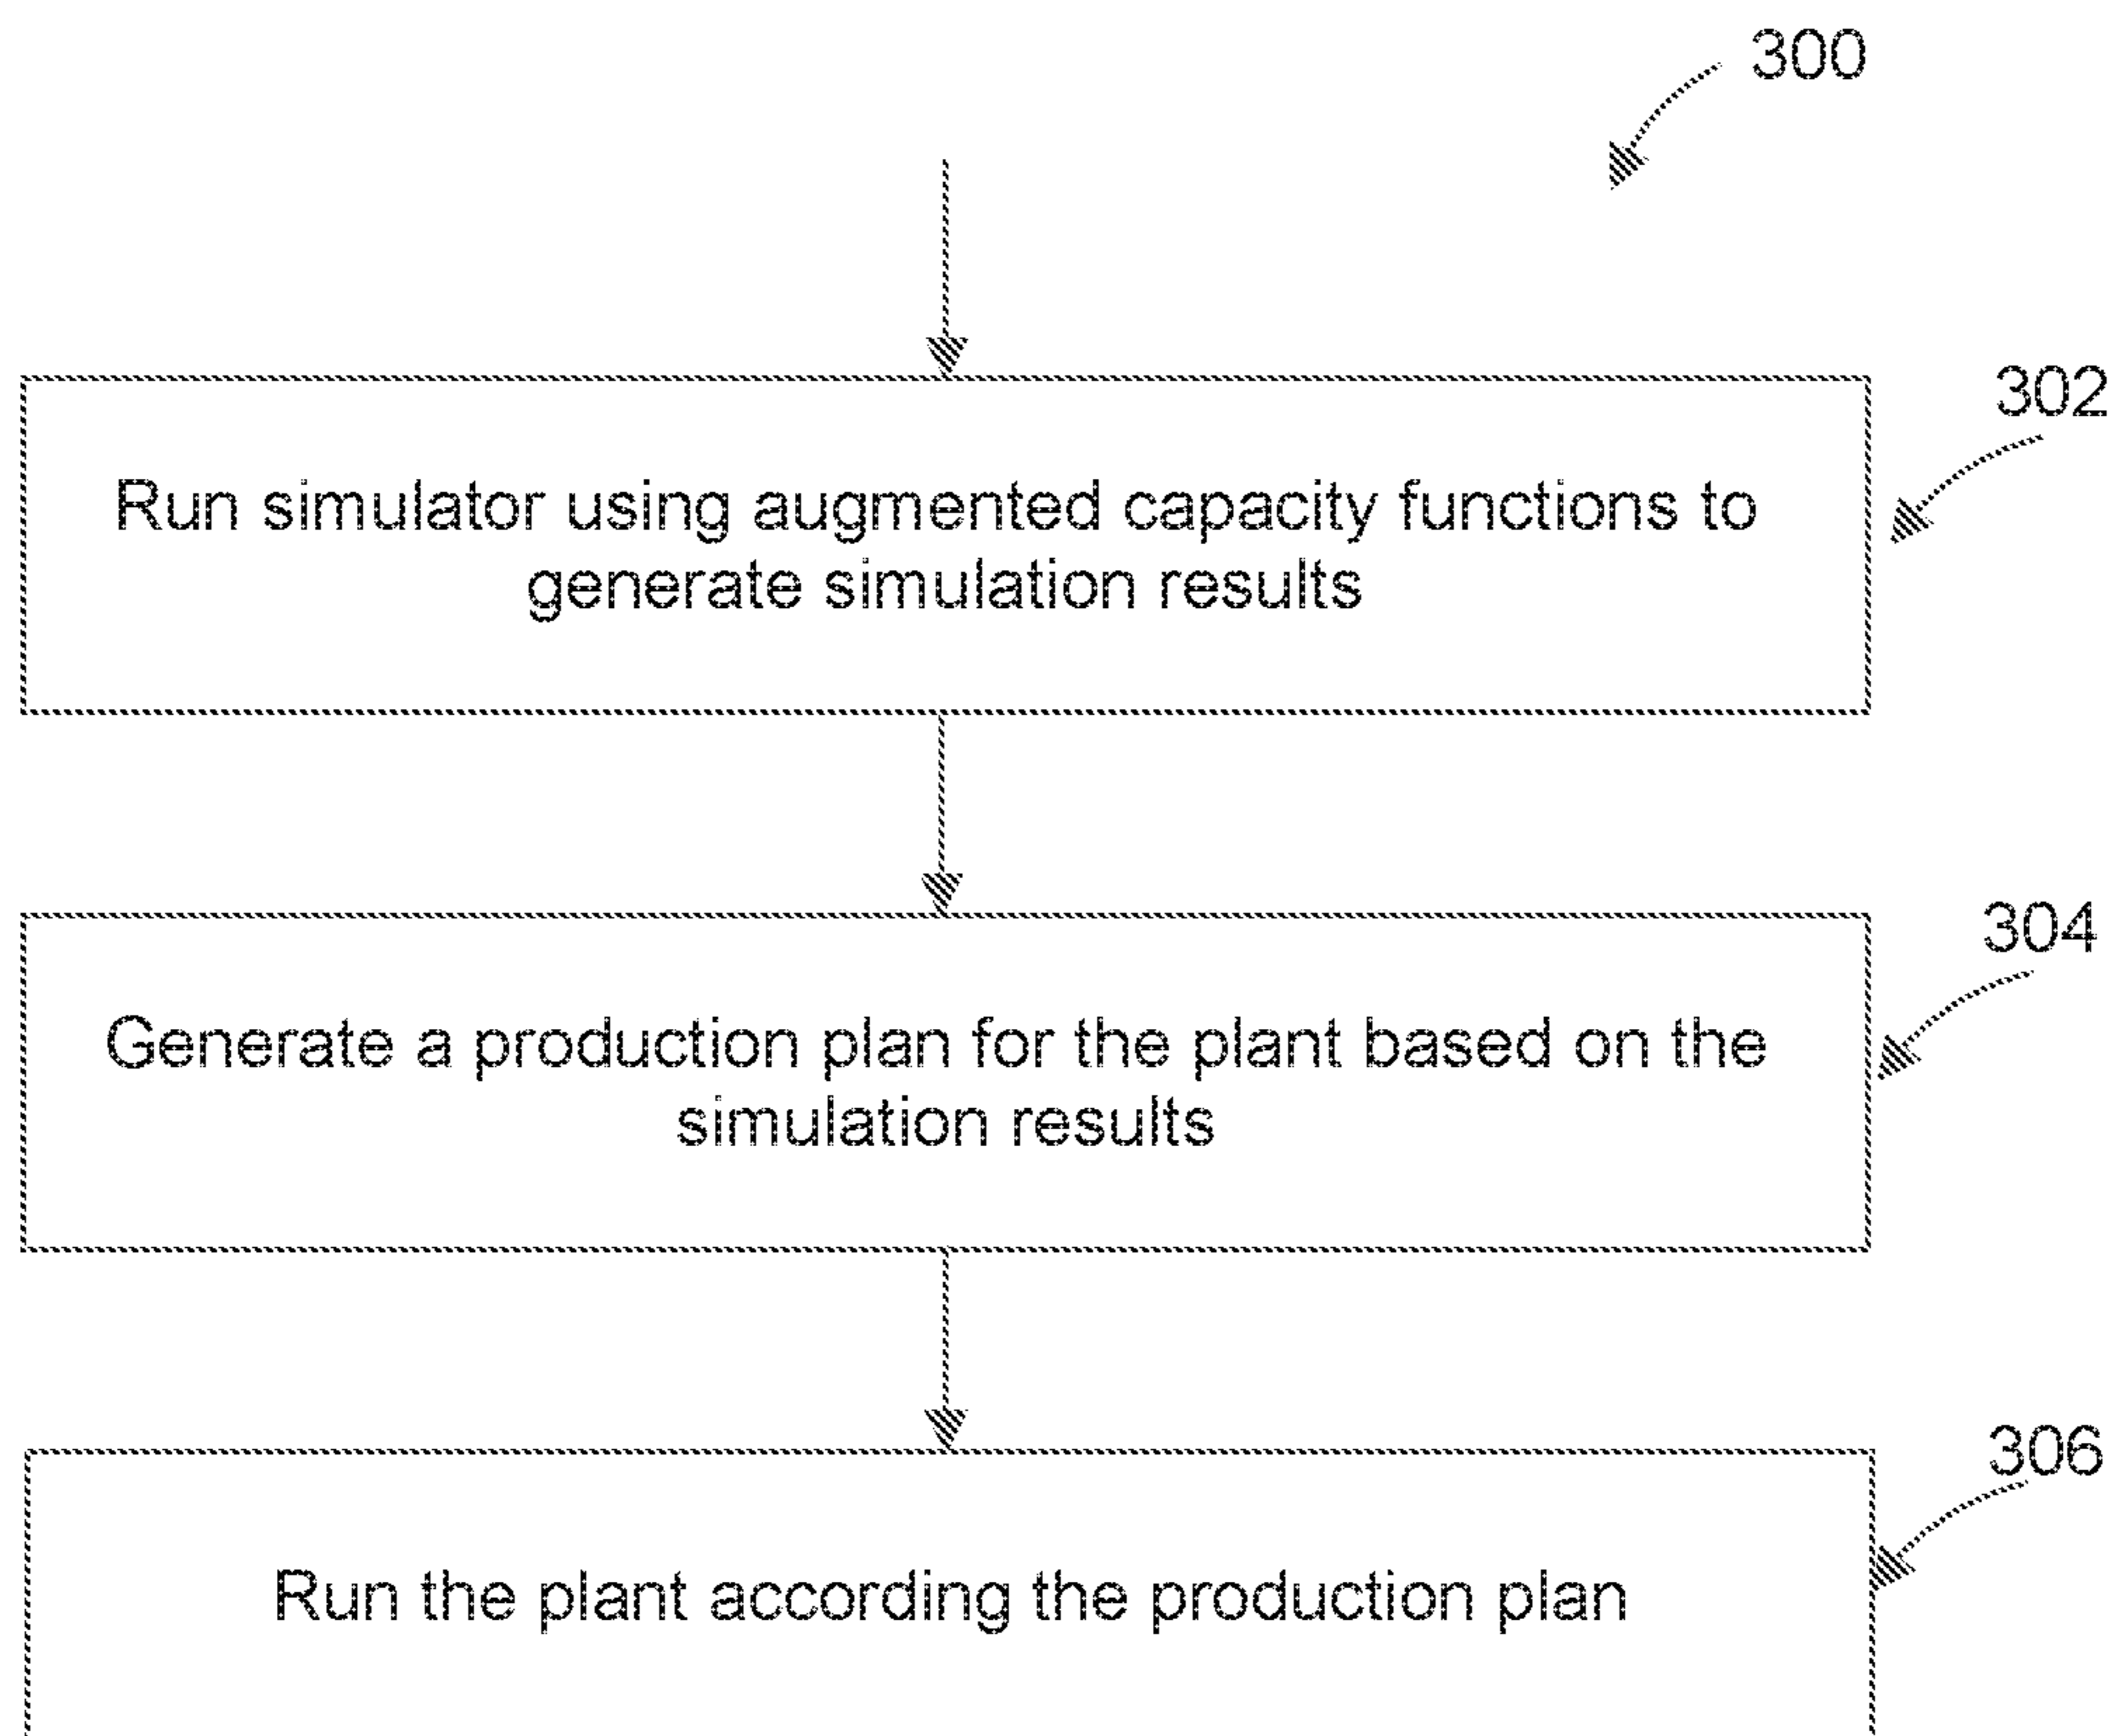 300
302
Run simulator using augmented capacity functions to
generate simulation results
304
Generate a production plan for the plant based on the
simulation results
306
Run the plant according the production plan